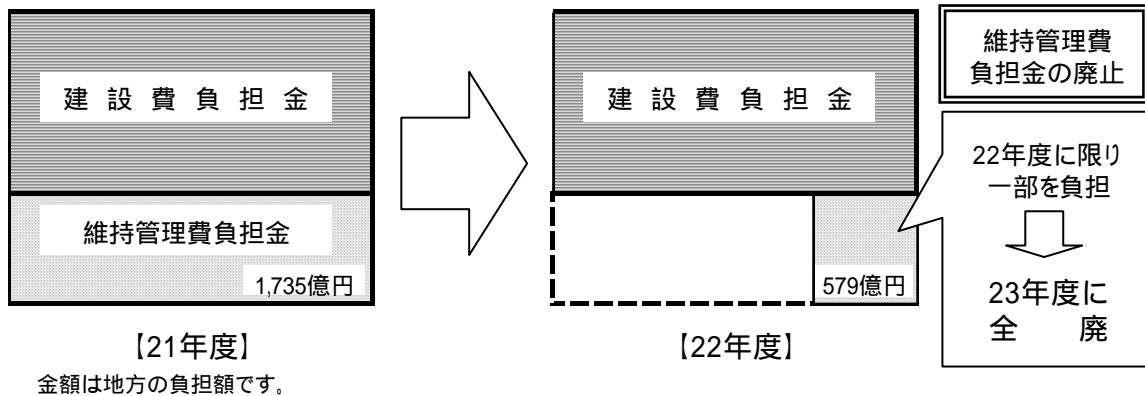 建設費負担金
維持管理費負担金
1,735億円
【21年度】
金額は地方の負担額です。
建設費負担金
579億円
【22年度】
維持管理費
負担金の廃止
22年度に限り
一部を負担
23年度に
全 廃